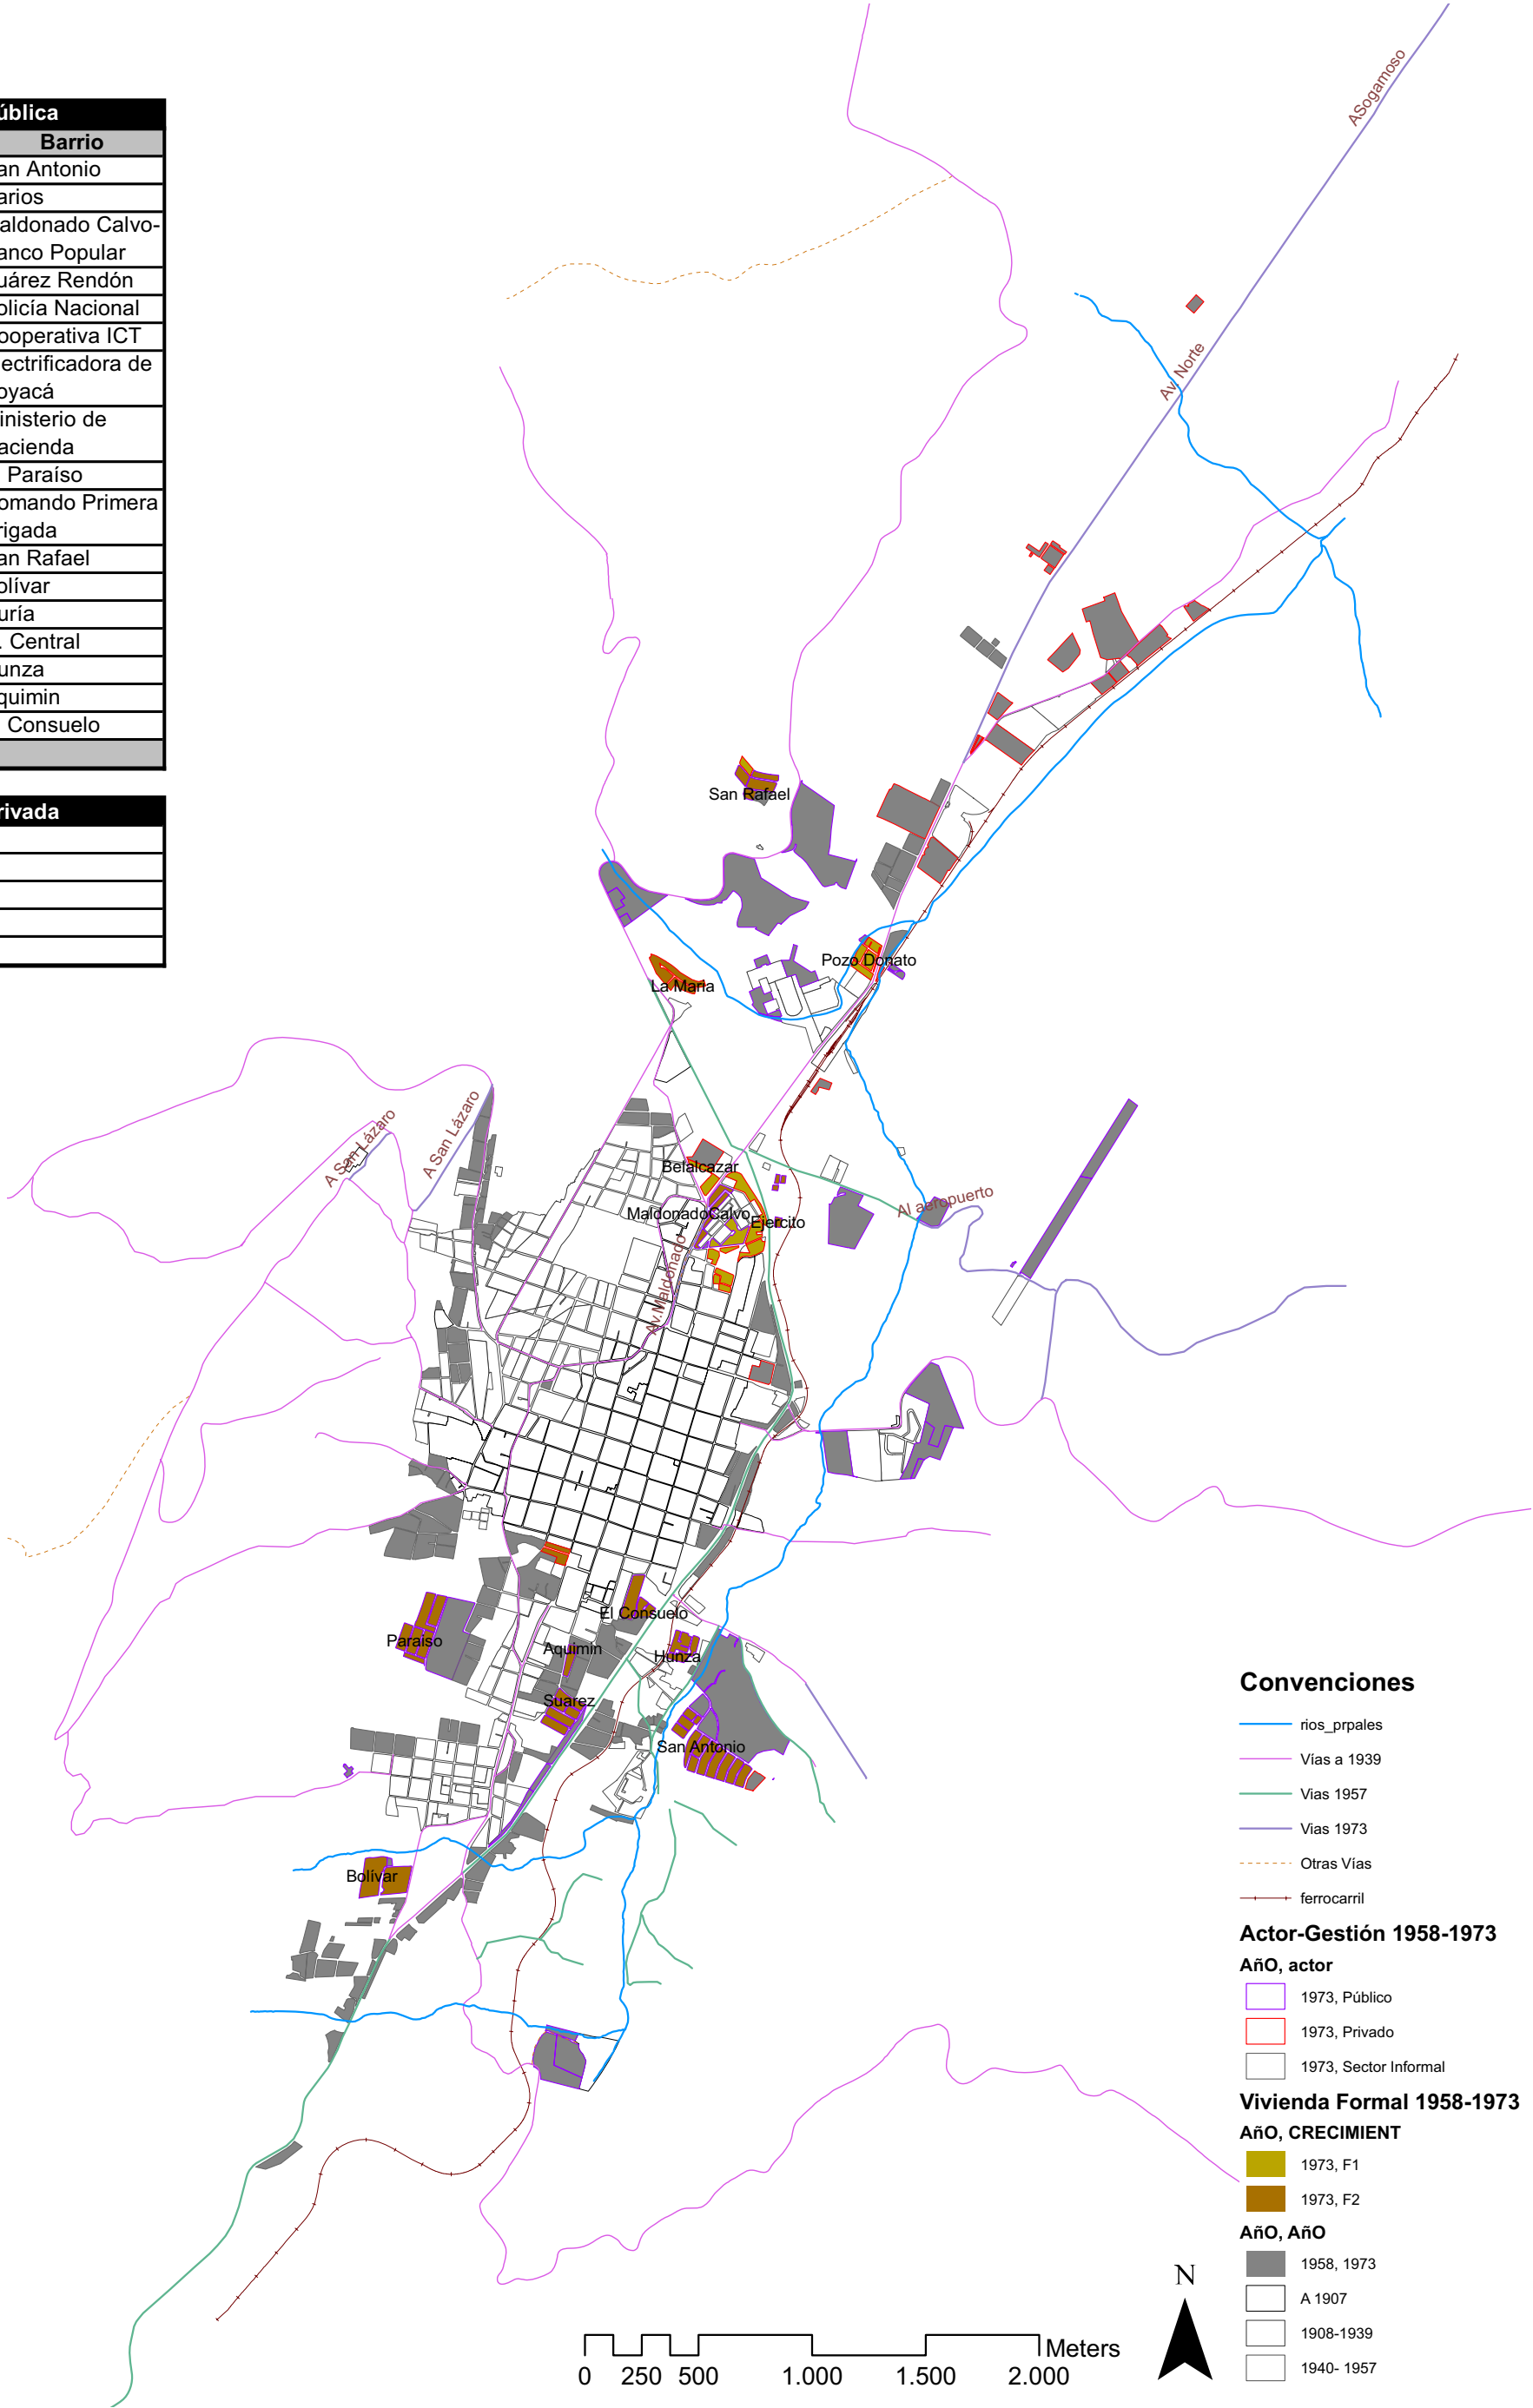 ública
Barrio
an Antonio
arios
aldonado Calvo-
anco Popular
uárez Rendón
olicía Nacional
ooperativa ICT
lectrificadora de
oyacá
inisterio de
acienda
l Paraíso
omando Primera
rigada
an Rafael
olívar
uría
. Central
unza
quimin
l Consuelo
rivada
ASogamoso
Av. Norte
San Rafael
Pozo Donato
La Maria
A San Lázaro
A San Lázaro
Belalcazar
MaldonadoCalvo
Ejercito
Al aeropuerto
Av.Maldonado
El Consuelo
Paraiso
Aquimin
Hunza
Suarez
San Antonio
Bolívar
Convenciones
rios_prpales
Vías a 1939
Vias 1957
Vias 1973
Otras Vías
ferrocarril
Actor-Gestión 1958-1973
AñO, actor
1973, Público
1973, Privado
1973, Sector Informal
Vivienda Formal 1958-1973
AñO, CRECIMIENT
1973, F1
1973, F2
AñO, AñO
1958, 1973
A 1907
1908-1939
1940- 1957
N
Meters
0 250 500 1.000 1.500 2.000